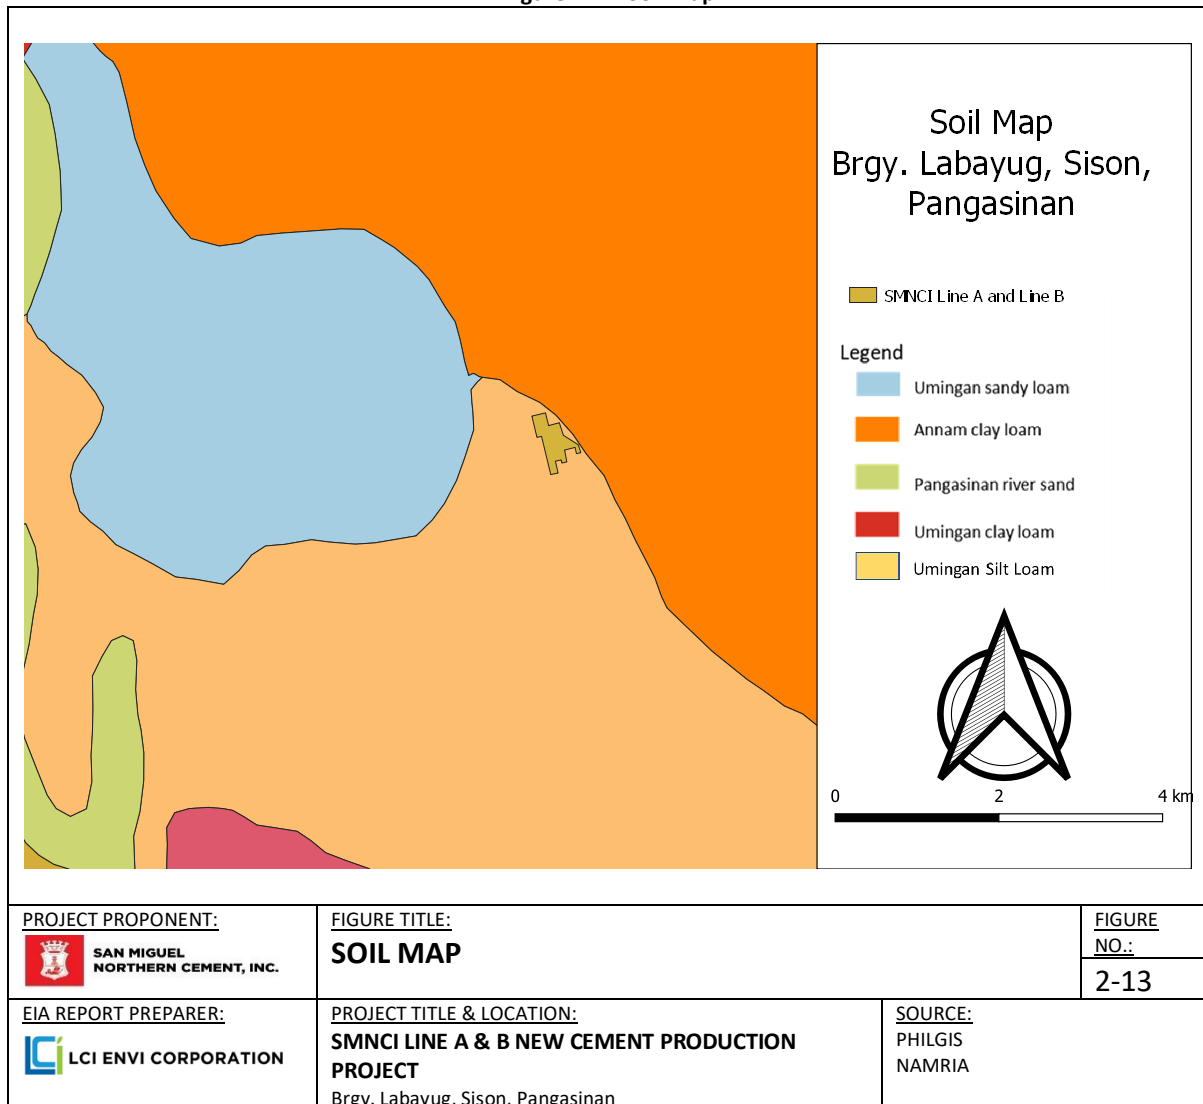 Soil Map
Brgy. Labayug, Sison,
Pangasinan
SMNCI Line A and Line B
Legend
Umingan sandy loam
Annam clay loam
Pangasinan river sand
Umingan clay loam
Umingan Silt Loam
0 2 4 km
PROJECT PROPONENT:
SAN MIGUEL
NORTHERN CEMENT, INC.
FIGURE TITLE:
SOIL MAP
FIGURE
NO.:
2-13
EIA REPORT PREPARER:
LCI LCI ENVI CORPORATION
PROJECT TITLE & LOCATION:
SMNCI LINE A & B NEW CEMENT PRODUCTION
PROJECT
Brgy. Labayug, Sison, Pangasinan
SOURCE:
PHILGIS
NAMRIA